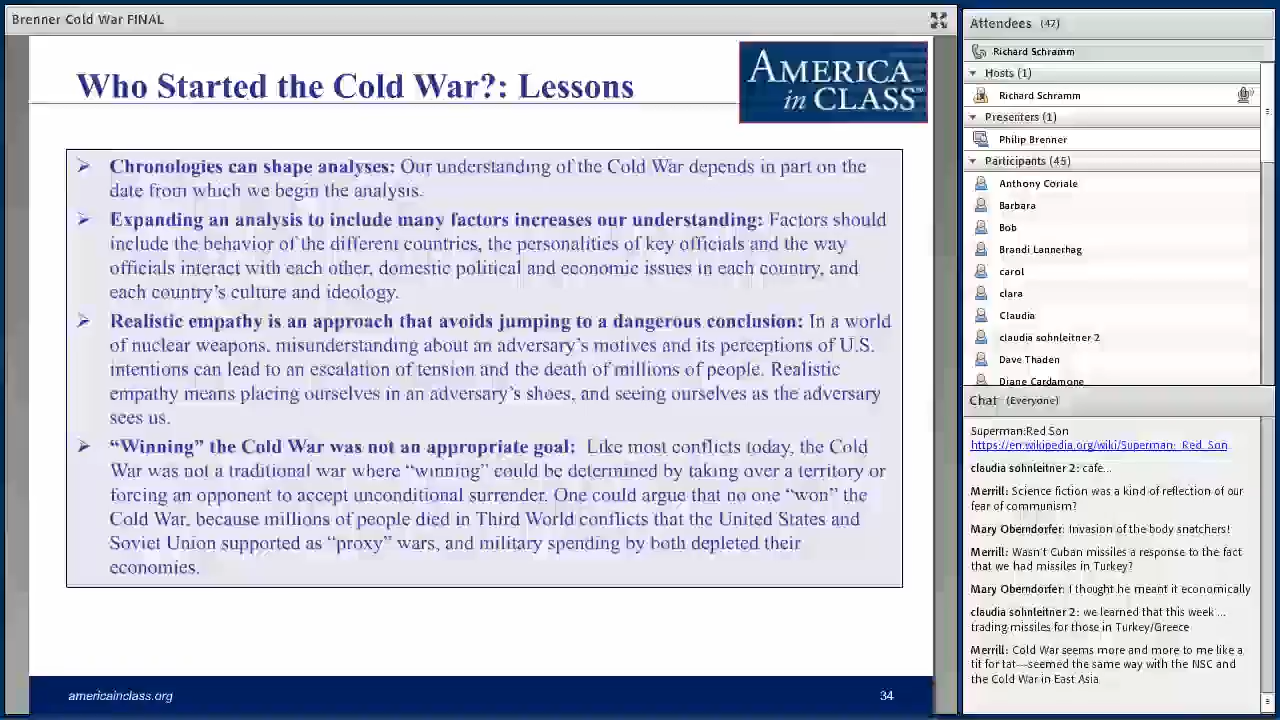 Brenner Cold War FINAL
Who Started the Cold War?: Lessons
AMERICA
in CLASS™
Chronologies can shape analyses: Our understanding of the Cold War depends in part on the
date from which we begin the analysis.
Expanding an analysis to include many factors increases our understanding: Factors should
include the behavior of the different countries, the personalities of key officials and the way
officials interact with each other, domestic political and economic issues in each country, and
each country's culture and ideology.
Realistic empathy is an approach that avoids jumping to a dangerous conclusion: In a world
of nuclear weapons, misunderstanding about an adversary's motives and its perceptions of U.S.
intentions can lead to an escalation of tension and the death of millions of people. Realistic
empathy means placing ourselves in an adversary's shoes, and seeing ourselves as the adversary
sees us.
“Winning” the Cold War was not an appropriate goal: Like most conflicts today, the Cold
War was not a traditional war where “winning” could be determined by taking over a territory or
forcing an opponent to accept unconditional surrender. One could argue that no one “won” the
Cold War, because millions of people died in Third World conflicts that the United States and
Soviet Union supported as “proxy” wars, and military spending by both depleted their
economies.
americainclass.org
34
Attendees (47)
Richard Schramm
Hosts (1)
Richard Schramm
Presenters (1)
Philip Brenner
Participants (45)
Anthony Coriale
Barbara
Bob
Brandi Lannerhag
carol
clara
Claudia
claudia sohnleitner 2
Dave Thaden
Diane Cardamone
Chat (Everyone)
Superman:Red Son
https://en.wikipedia.org/wiki/Superman:_Red_Son
claudia sohnleitner 2: cafe...
Merrill: Science fiction was a kind of reflection of our
fear of communism?
Mary Oberndorfer: Invasion of the body snatchers!
Merrill: Wasn't Cuban missiles a response to the fact
that we had missiles in Turkey?
Mary Oberndorfer: I thought he meant it economically
claudia sohnleitner 2: we learned that this week ...
trading missiles for those in Turkey/Greece
Merrill: Cold War seems more and more to me like a
tit for tat—seemed the same way with the NSC and
the Cold War in East Asia.